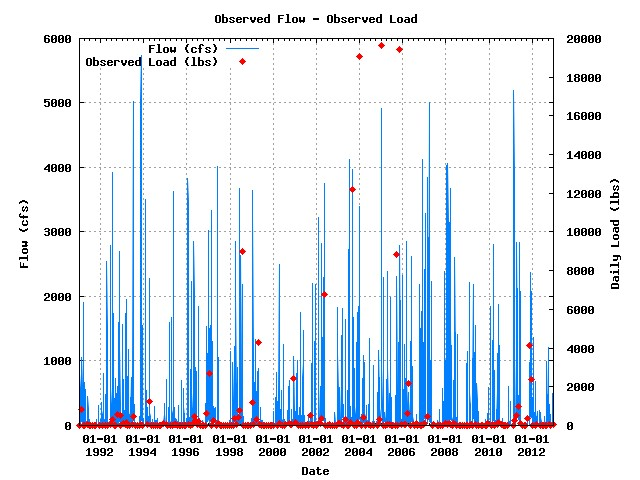 Observed Flow - Observed Load
6000 20000
Flow (cfs)
Observed Load (lbs)
18000
5000 16000
14000
4000
12000
3000 10000
8000
2000
6000
4000
1000
2000
0 0
Flow (cfs)
Daily Load (lbs)
01-01 01-01 01-01 01-01 01-01 01-01 01-01 01-01 01-01 01-01 01-01
1992 1994 1996 1998 2000 2002 2004 2006 2008 2010 2012
Date